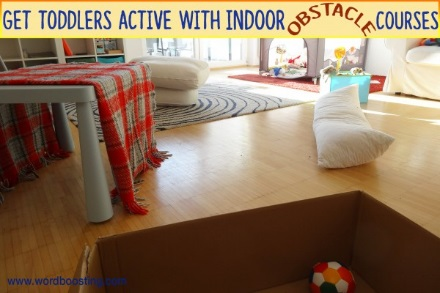 GET TODDLERS ACTIVE WITH INDOOR OBSTACLE COURSES
www.wordboosting.com